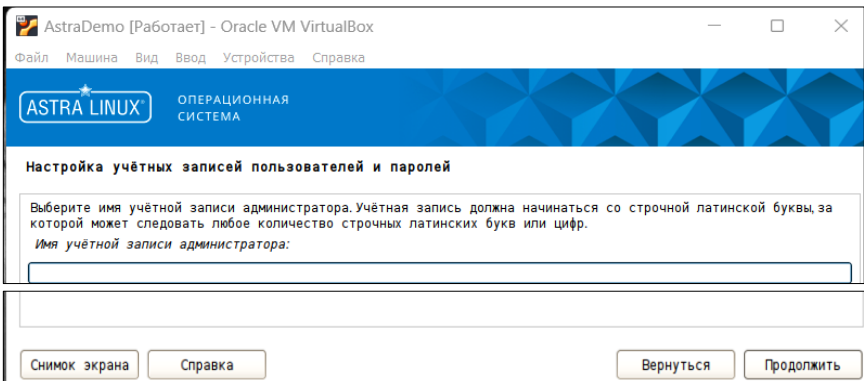 AstraDemo [Работает] - Oracle VM VirtualBox
Файл Машина Вид Ввод Устройства Справка
ASTRA LINUX® ОПЕРАЦИОННАЯ
СИСТЕМА
Настройка учётных записей пользователей и паролей
Выберите имя учётной записи администратора. Учётная запись должна начинаться со строчной латинской буквы, за
которой может следовать любое количество строчных латинских букв или цифр.
Имя учётной записи администратора:
Снимок экрана Справка Вернуться Продолжить